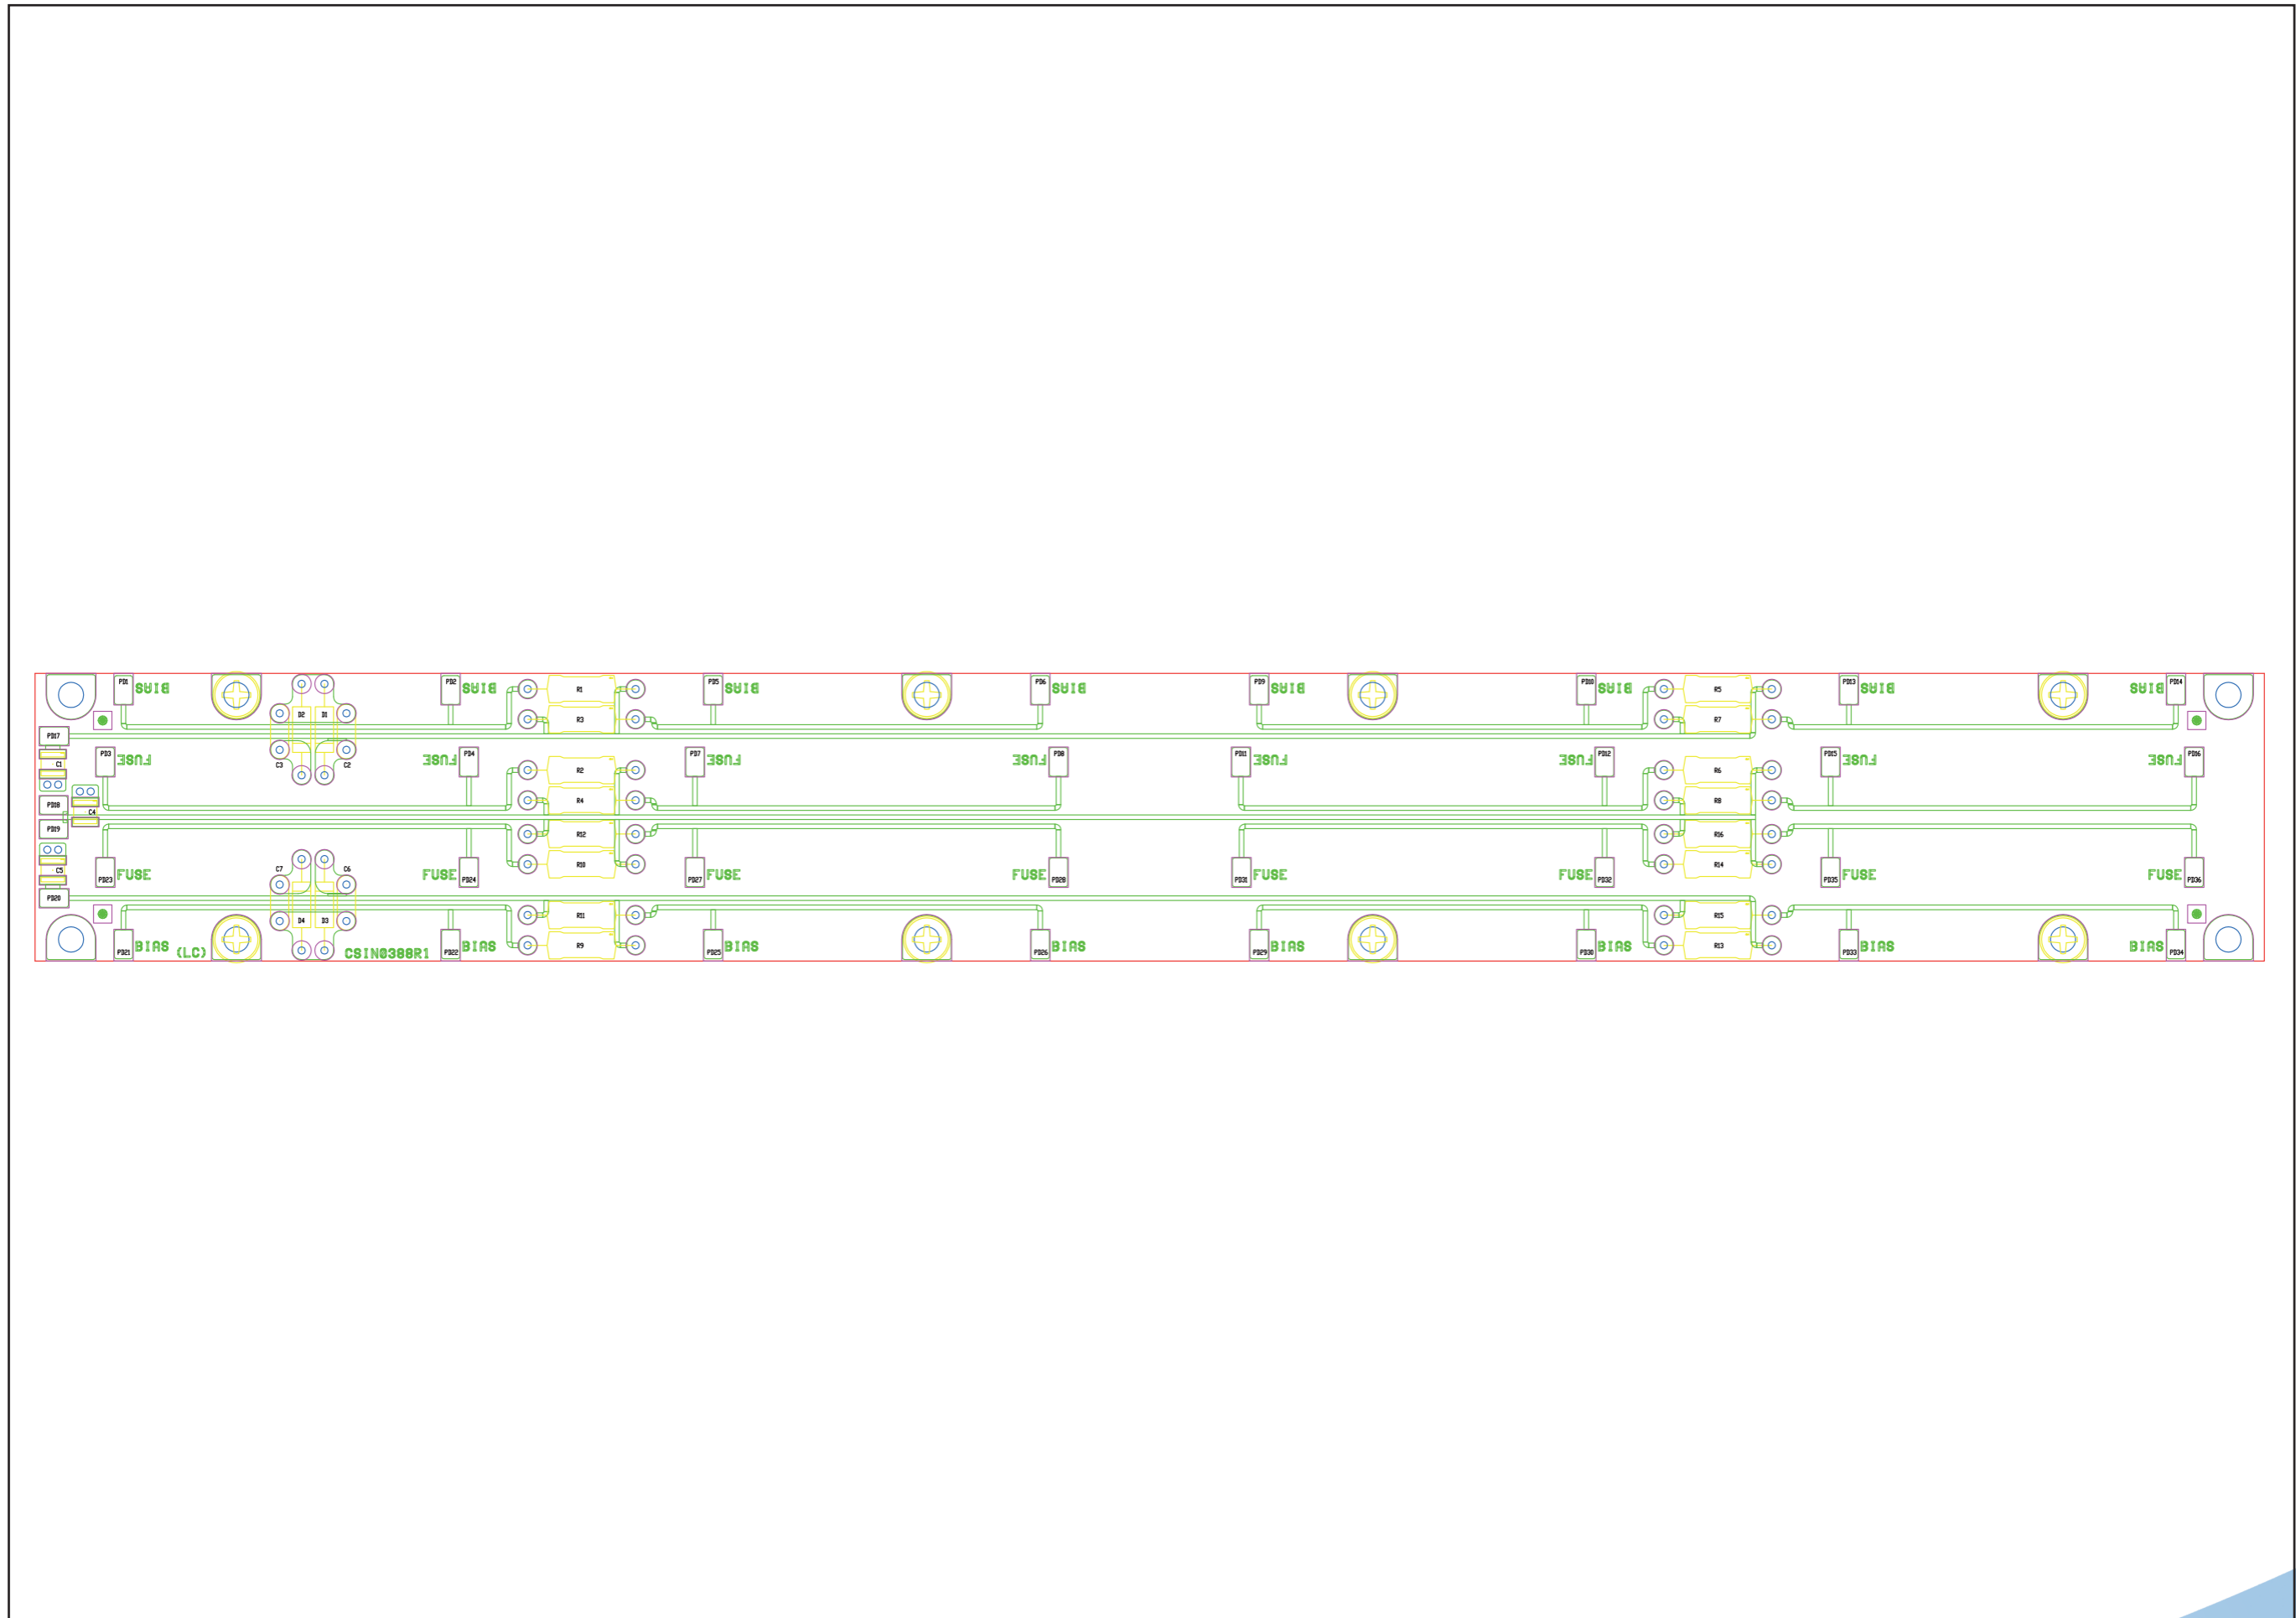 PD1 BIAS D2 D1 PD2 BIAS R1 PD5 BIAS PD6 BIAS PD9 BIAS PD10 BIAS R5 PD13 BIAS BIAS PD14
R3 R7
PD17
C1 PD3 FUSE C3 C2 FUSE PD4 R2 PD7 FUSE FUSE PD8 PD11 FUSE FUSE PD12 R6 PD15 FUSE FUSE PD16
PD18 C4 R4 R8
PD19 R12 R16
C5 C7 C6 R10 R14
PD23 FUSE FUSE PD24 PD27 FUSE FUSE PD28 PD31 FUSE FUSE PD32 PD35 FUSE FUSE PD36
PD20
D4 D3 R11 R15
PD21 BIAS (LC) CSIN0388R1 PD22 BIAS R9 PD25 BIAS PD26 BIAS PD29 BIAS PD30 BIAS R13 PD33 BIAS BIAS PD34